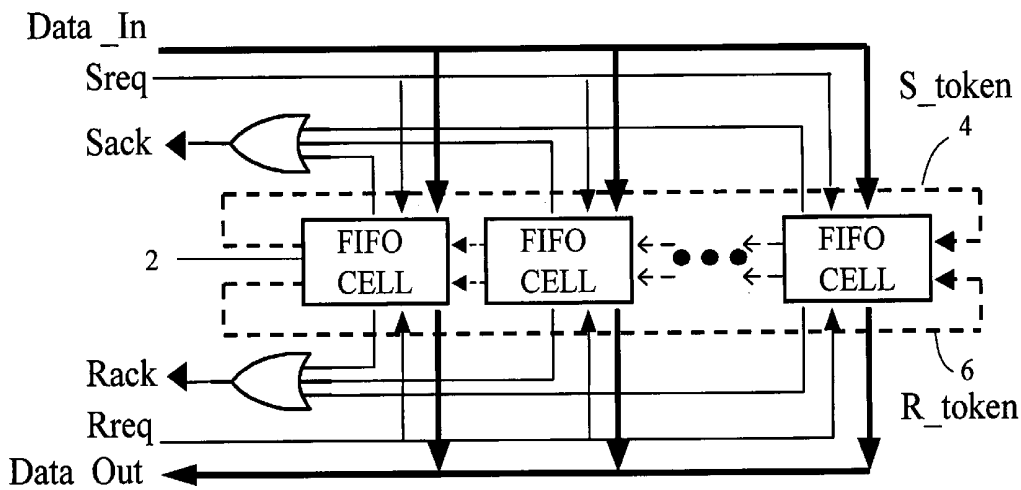 Data _In
Sreq
S_token
Sack
4
FIFO CELL
FIFO CELL
FIFO CELL
2
Rack
6
Rreq
R_token
Data Out